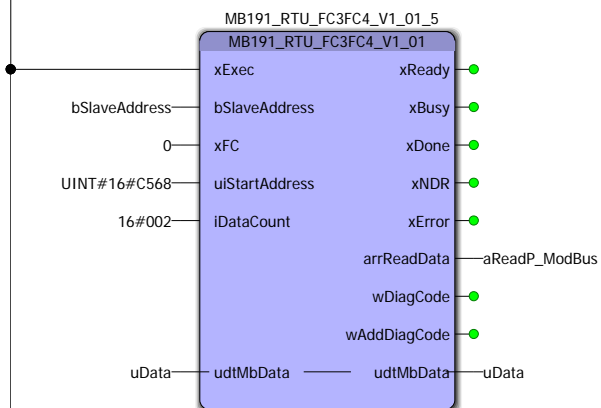 MB191_RTU_FC3FC4_V1_01_5
MB191_RTU_FC3FC4_V1_01
xExec xReady
bSlaveAddress bSlaveAddress xBusy
0 xFC xDone
UINT#16#C568 uiStartAddress xNDR
16#002 iDataCount xError
arrReadData aReadP_ModBus
wDiagCode
wAddDiagCode
uData udtMbData udtMbData uData